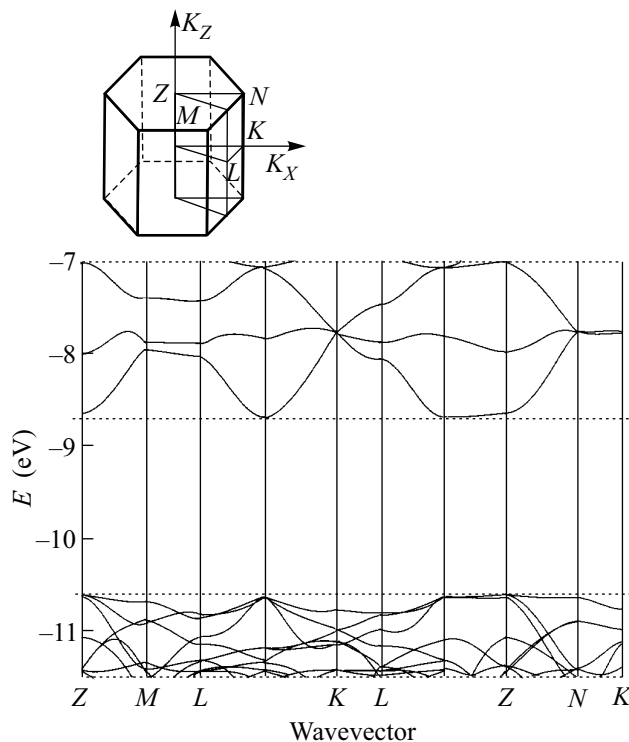 K_Z
Z N
M K
L K_X
–7
–8
–9
–10
–11
E (eV)
Z M L K L Z N K
Wavevector